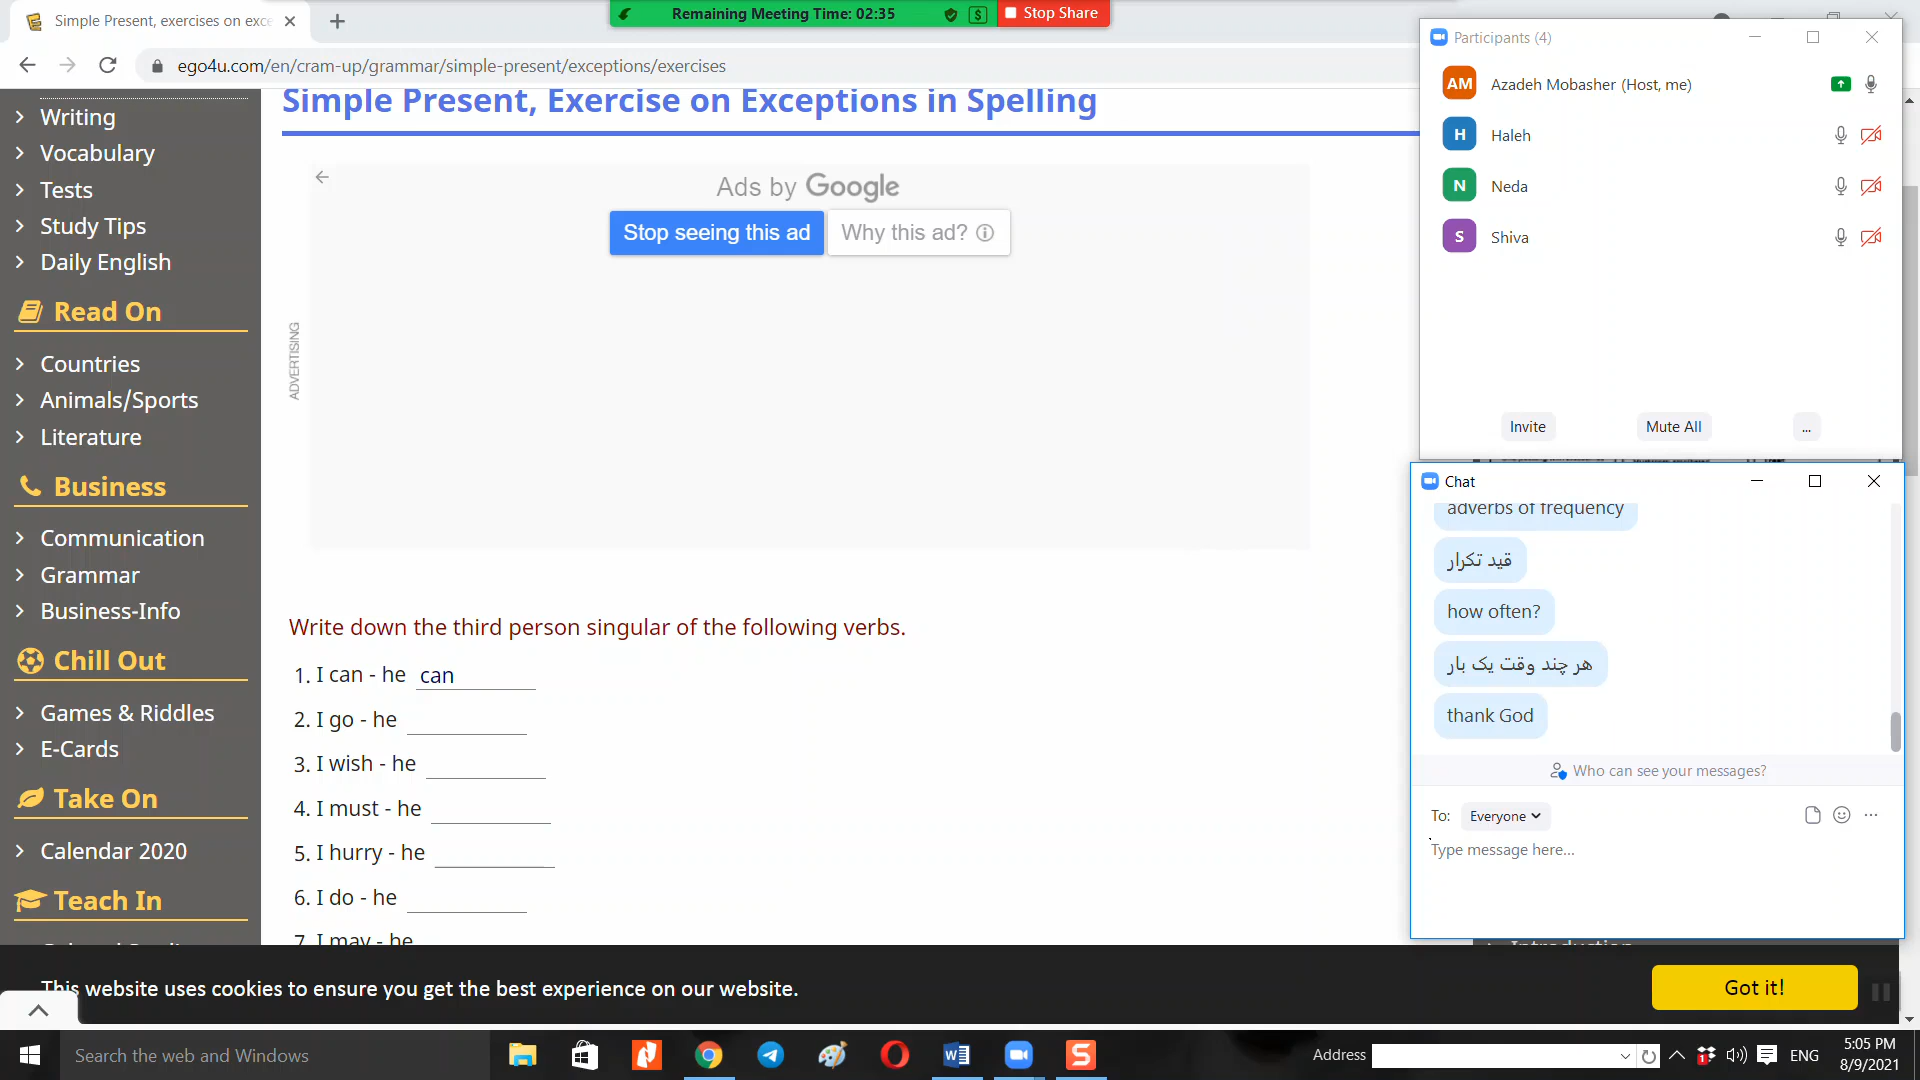 Simple Present, exercises on exce
Remaining Meeting Time: 02:35
Stop Share
ego4u.com/en/cram-up/grammar/simple-present/exceptions/exercises
Writing
Vocabulary
Tests
Study Tips
Daily English
Read On
Countries
Animals/Sports
Literature
Business
Communication
Grammar
Business-Info
Chill Out
Games & Riddles
E-Cards
Take On
Calendar 2020
Teach In
Simple Present, Exercise on Exceptions in Spelling
Ads by Google
Stop seeing this ad
Why this ad?
ADVERTISING
Write down the third person singular of the following verbs.
1. I can - he can
2. I go - he
3. I wish - he
4. I must - he
5. I hurry - he
6. I do - he
7. I may - he
Participants (4)
AM Azadeh Mobasher (Host, me)
H Haleh
N Neda
S Shiva
Invite
Mute All
...
Chat
adverbs of frequency
قید تکرار
how often?
هر چند وقت یک بار
thank God
Who can see your messages?
To: Everyone
Type message here...
Introduction
This website uses cookies to ensure you get the best experience on our website.
Got it!
Search the web and Windows
Address
ENG
5:05 PM
8/9/2021